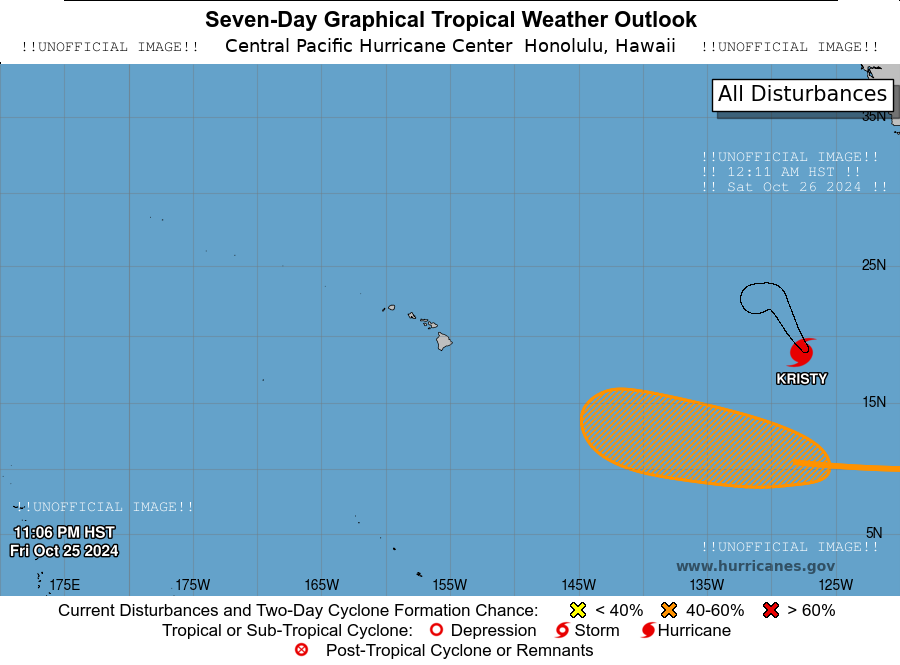 Seven-Day Graphical Tropical Weather Outlook
!!UNOFFICIAL IMAGE!! Central Pacific Hurricane Center Honolulu, Hawaii !!UNOFFICIAL IMAGE!!
All Disturbances
35N
!!UNOFFICIAL IMAGE!!
!! 12:11 AM HST !!
!! Sat Oct 26 2024 !!
25N
KRISTY
15N
!!UNOFFICIAL IMAGE!!
11:06 PM HST
5N
!!UNOFFICIAL IMAGE!!
Fri Oct 25 2024
www.hurricanes.gov
175E 175W 165W 155W 145W 135W 125W
Current Disturbances and Two-Day Cyclone Formation Chance: < 40% 40-60% > 60%
Tropical or Sub-Tropical Cyclone: Depression Storm Hurricane
Post-Tropical Cyclone or Remnants